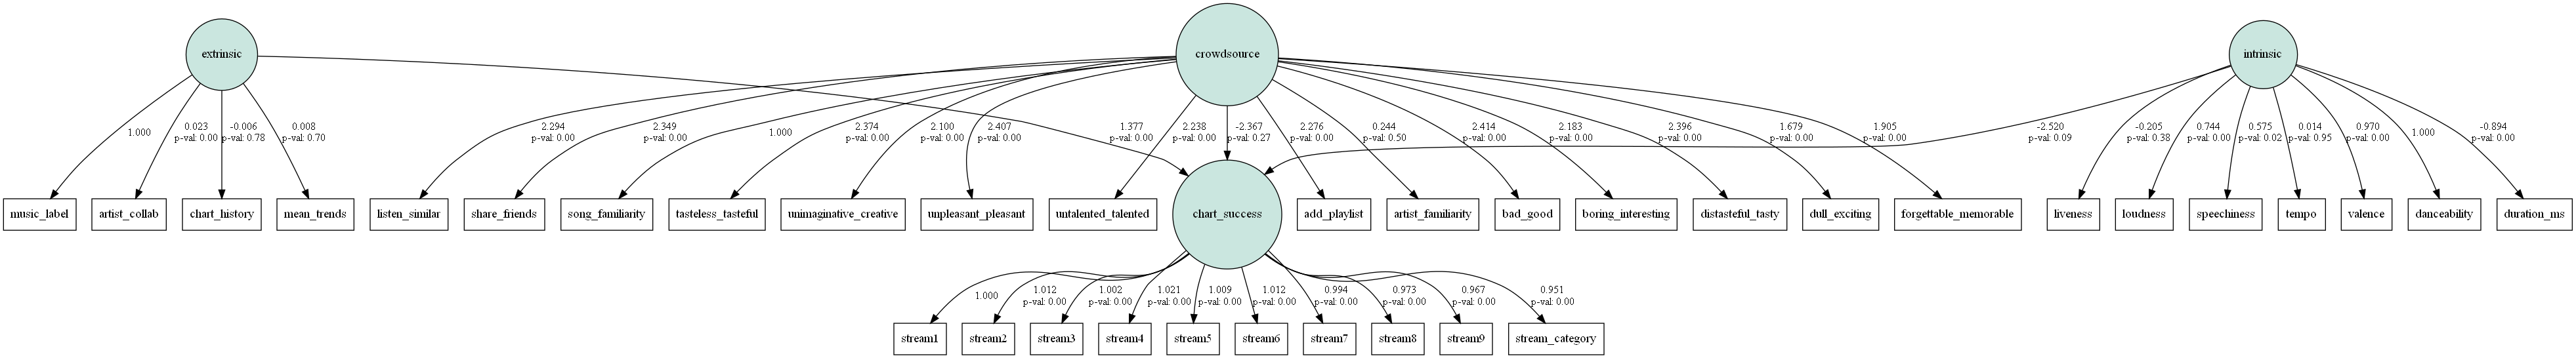 extrinsic
crowdsource
intrinsic
1.000
0.023
p-val: 0.00
-0.006
p-val: 0.78
0.008
p-val: 0.70
2.294
p-val: 0.00
2.349
p-val: 0.00
1.000
2.374
p-val: 0.00
2.100
p-val: 0.00
2.407
p-val: 0.00
1.377
p-val: 0.00
2.238
p-val: 0.00
-2.367
p-val: 0.27
2.276
p-val: 0.00
0.244
p-val: 0.50
2.414
p-val: 0.00
2.183
p-val: 0.00
2.396
p-val: 0.00
1.679
p-val: 0.00
1.905
p-val: 0.00
-2.520
p-val: 0.09
-0.205
p-val: 0.38
0.744
p-val: 0.00
0.575
p-val: 0.02
0.014
p-val: 0.95
0.970
p-val: 0.00
1.000
-0.894
p-val: 0.00
music_label
artist_collab
chart_history
mean_trends
listen_similar
share_friends
song_familiarity
tasteless_tasteful
unimaginative_creative
unpleasant_pleasant
untalented_talented
chart_success
add_playlist
artist_familiarity
bad_good
boring_interesting
distasteful_tasty
dull_exciting
forgettable_memorable
liveness
loudness
speechiness
tempo
valence
danceability
duration_ms
1.000
1.012
p-val: 0.00
1.002
p-val: 0.00
1.021
p-val: 0.00
1.009
p-val: 0.00
1.012
p-val: 0.00
0.994
p-val: 0.00
0.973
p-val: 0.00
0.967
p-val: 0.00
0.951
p-val: 0.00
stream1
stream2
stream3
stream4
stream5
stream6
stream7
stream8
stream9
stream_category